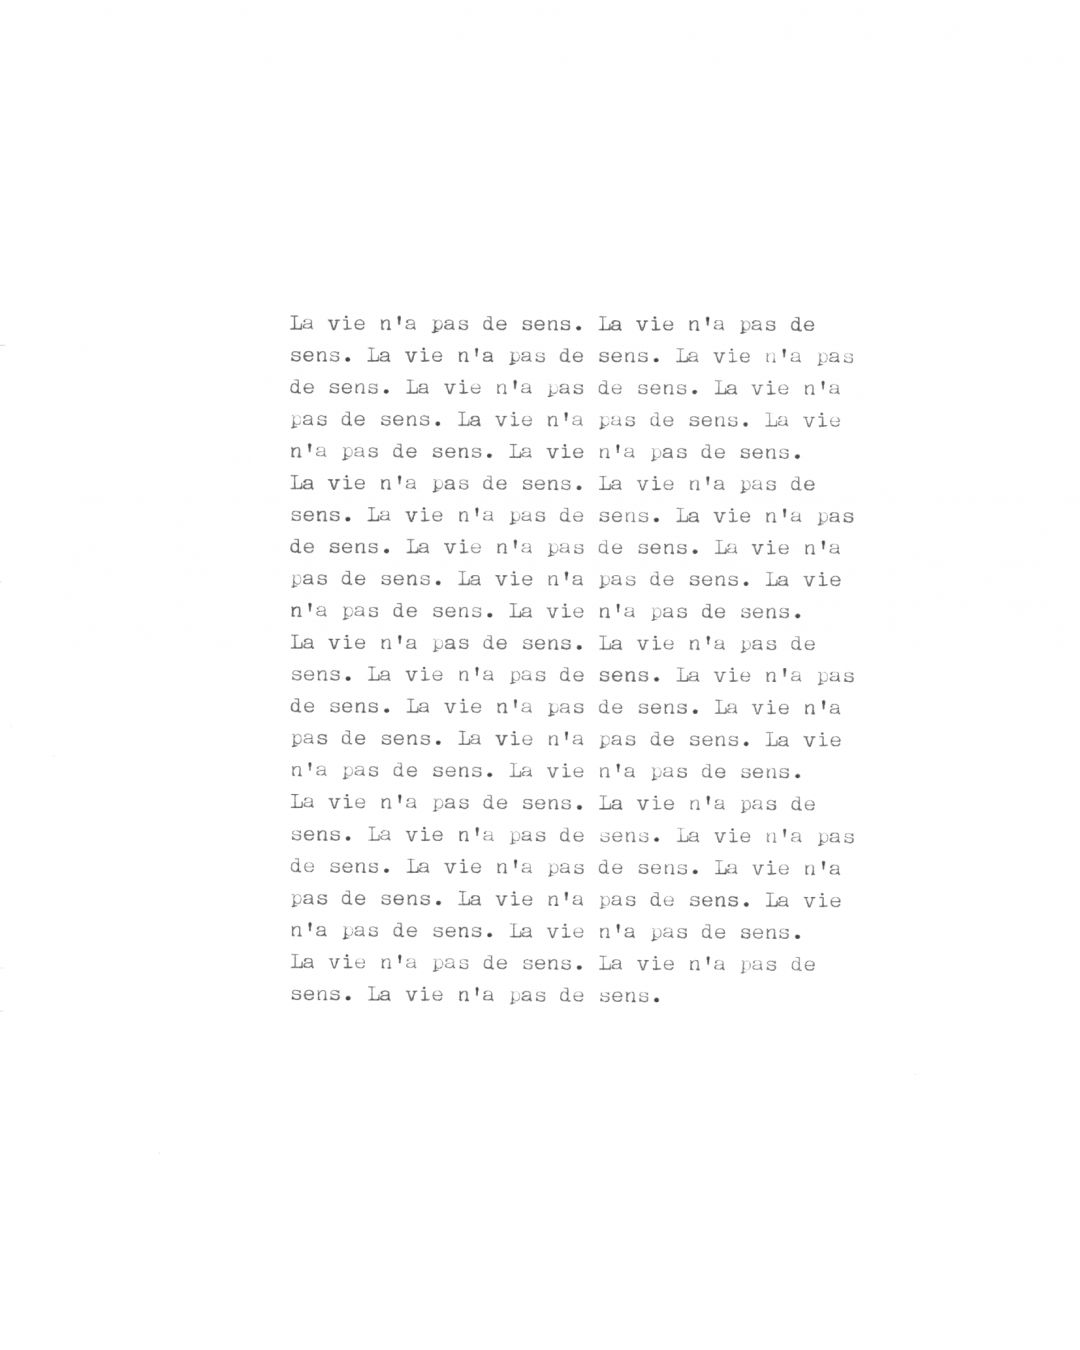 La vie n'a pas de sens. La vie n'a pas de
sens. La vie n'a pas de sens. La vie n'a pas
de sens. La vie n'a pas de sens. La vie n'a
pas de sens. La vie n'a pas de sens. La vie
n'a pas de sens. La vie n'a pas de sens.
La vie n'a pas de sens. La vie n'a pas de
sens. La vie n'a pas de sens. La vie n'a pas
de sens. La vie n'a pas de sens. La vie n'a
pas de sens. La vie n'a pas de sens. La vie
n'a pas de sens. La vie n'a pas de sens.
La vie n'a pas de sens. La vie n'a pas de
sens. La vie n'a pas de sens. La vie n'a pas
de sens. La vie n'a pas de sens. La vie n'a
pas de sens. La vie n'a pas de sens. La vie
n'a pas de sens. La vie n'a pas de sens.
La vie n'a pas de sens. La vie n'a pas de
sens. La vie n'a pas de sens. La vie n'a pas
de sens. La vie n'a pas de sens. La vie n'a
pas de sens. La vie n'a pas de sens. La vie
n'a pas de sens. La vie n'a pas de sens.
La vie n'a pas de sens. La vie n'a pas de
sens. La vie n'a pas de sens.